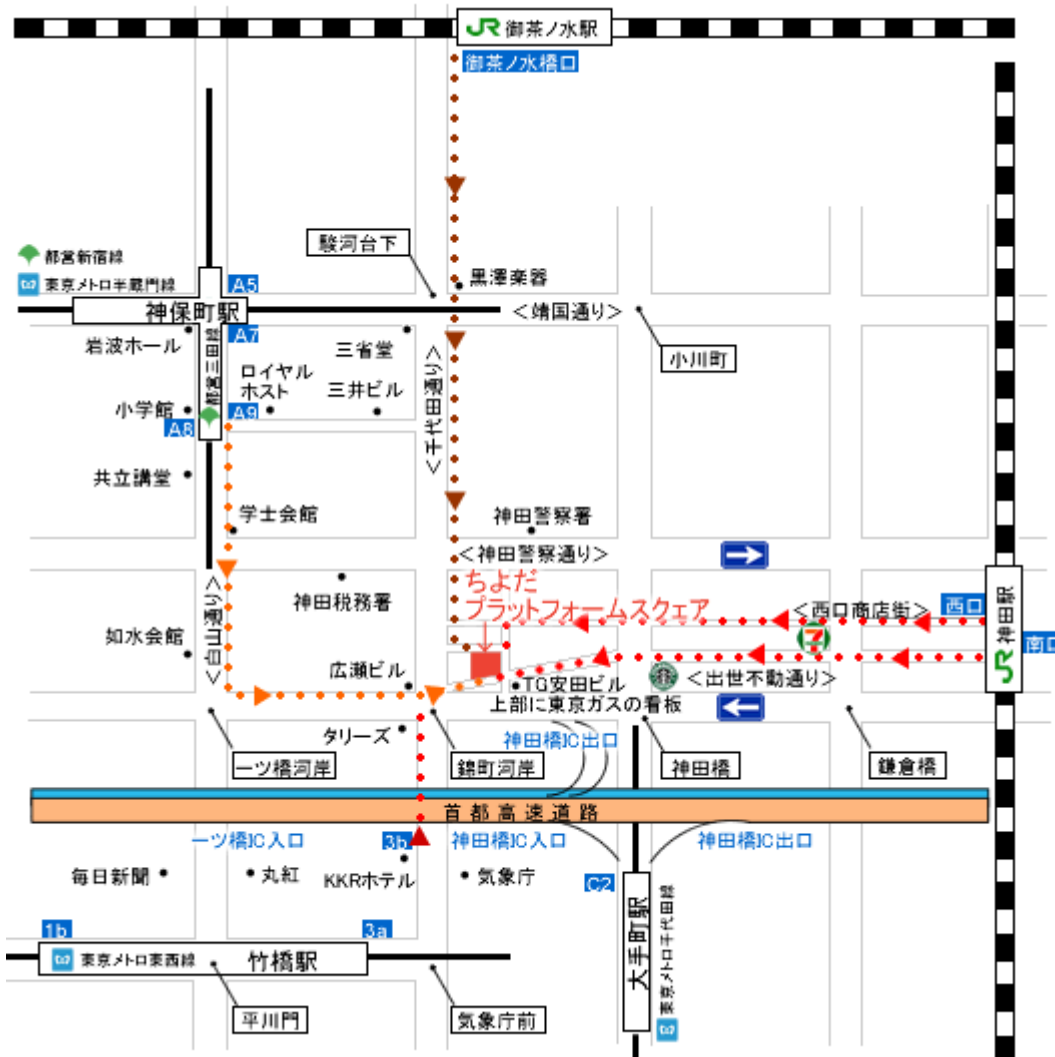 JR 御茶ノ水駅
御茶ノ水橋口
駿河台下
都営新宿線
東京メトロ半蔵門線
A5
黒澤楽器
神保町駅
<靖国通り>
A7
岩波ホール
都営三田線
三省堂
小川町
ロイヤル
ホスト
三井ビル
<千代田通り>
小学館
A9
A8
共立講堂
学士会館
神田警察署
<神田警察通り>
ちよだ
プラットフォームスクェア
<西口商店街>
西口
JR 神田駅
南口
神田税務署
<白山通り>
如水会館
7
広瀬ビル
TG安田ビル
<出世不動通り>
上部に東京ガスの看板
タリーズ
神田橋IC出口
一ツ橋河岸
錦町河岸
神田橋
鎌倉橋
首都高速道路
一ツ橋IC入口
3b
神田橋IC入口
神田橋IC出口
毎日新聞
丸紅
KKRホテル
気象庁
C2
1b
3a
大手町駅
東京メトロ千代田線
東京メトロ東西線
竹橋駅
平川門
気象庁前